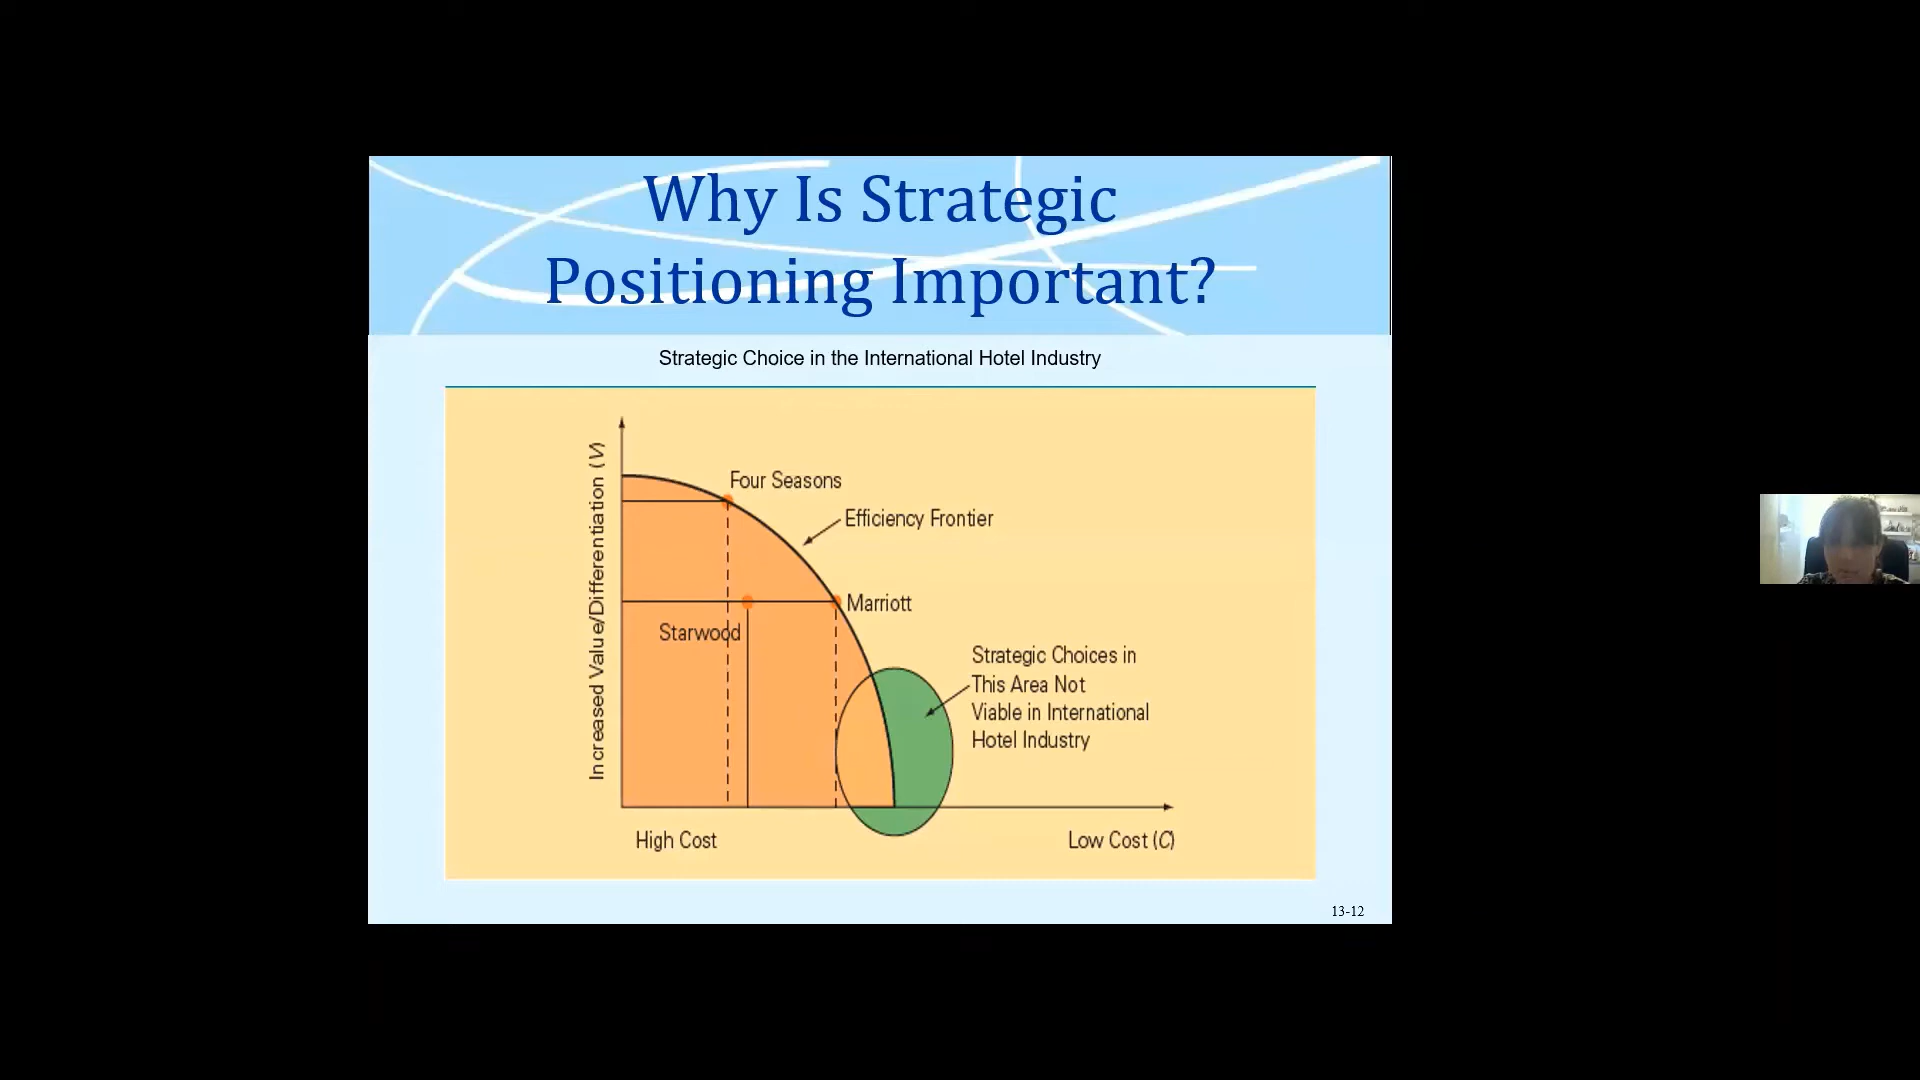 Why Is Strategic
Positioning Important?
Strategic Choice in the International Hotel Industry
Increased Value/Differentiation (V)
Four Seasons
Efficiency Frontier
Marriott
Starwood
Strategic Choices in
This Area Not
Viable in International
Hotel Industry
High Cost
Low Cost (C)
13-12